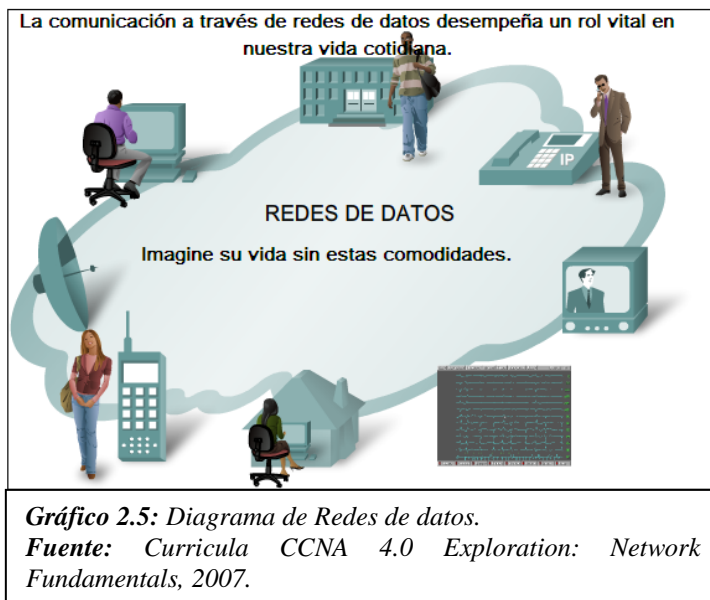 La comunicación a través de redes de datos desempeña un rol vital en
nuestra vida cotidiana.
IP
REDES DE DATOS
Imagine su vida sin estas comodidades.
Gráfico 2.5: Diagrama de Redes de datos.
Fuente: Curricula CCNA 4.0 Exploration: Network
Fundamentals, 2007.